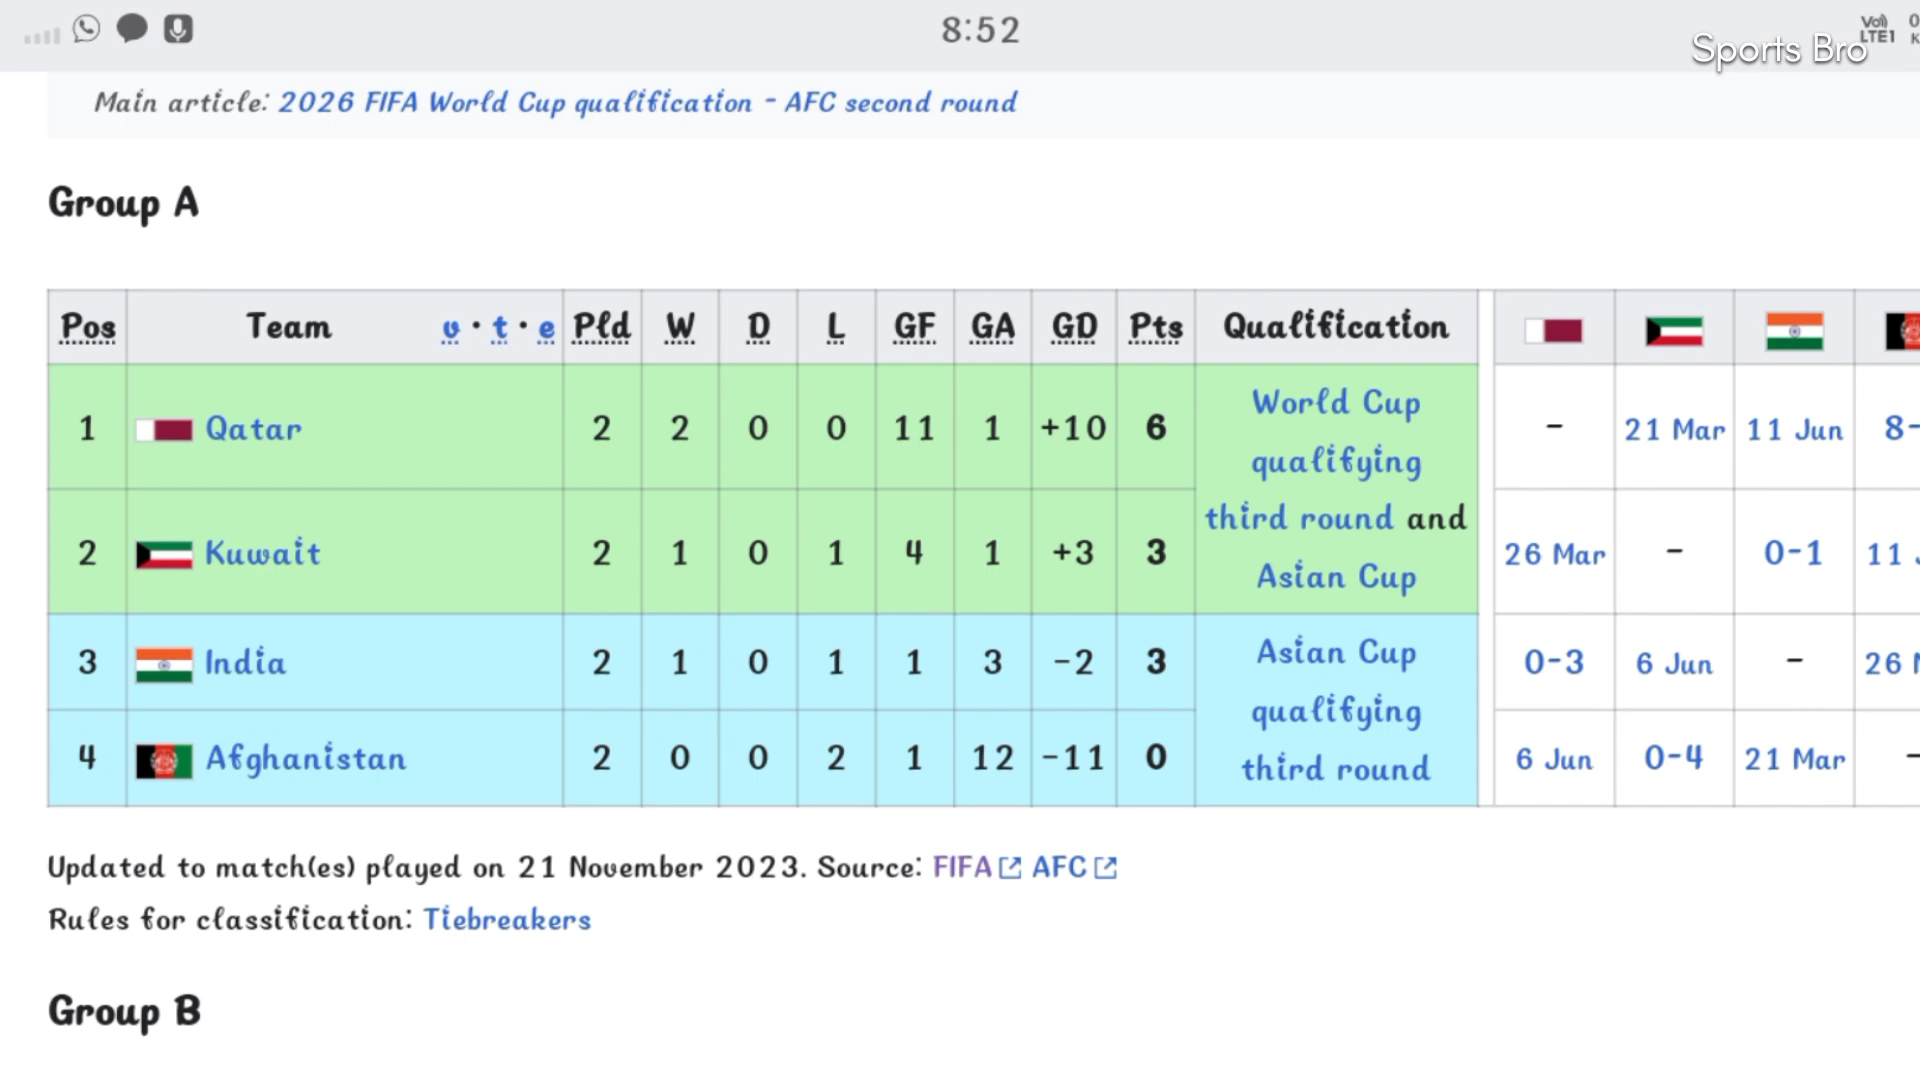 8:52
Vol)
LTE1
Sports Bro
Main article: 2026 FIFA World Cup qualification - AFC second round
Group A
Pos Team v · t · e Pld W D L GF GA GD Pts Qualification
1 Qatar 2 2 0 0 11 1 +10 6 World Cup qualifying third round and Asian Cup - 21 Mar 11 Jun 8-
2 Kuwait 2 1 0 1 4 1 +3 3 26 Mar - 0-1 11
3 India 2 1 0 1 1 3 -2 3 Asian Cup qualifying third round 0-3 6 Jun - 26
4 Afghanistan 2 0 0 2 1 12 -11 0 6 Jun 0-4 21 Mar -
Updated to match(es) played on 21 November 2023. Source: FIFA AFC
Rules for classification: Tiebreakers
Group B